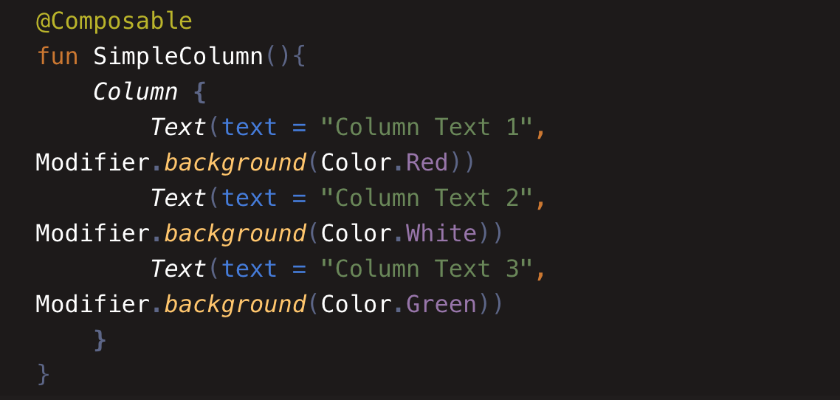 @Composable
fun SimpleColumn(){
    Column {
        Text(text = "Column Text 1",
Modifier.background(Color.Red))
        Text(text = "Column Text 2",
Modifier.background(Color.White))
        Text(text = "Column Text 3",
Modifier.background(Color.Green))
    }
}